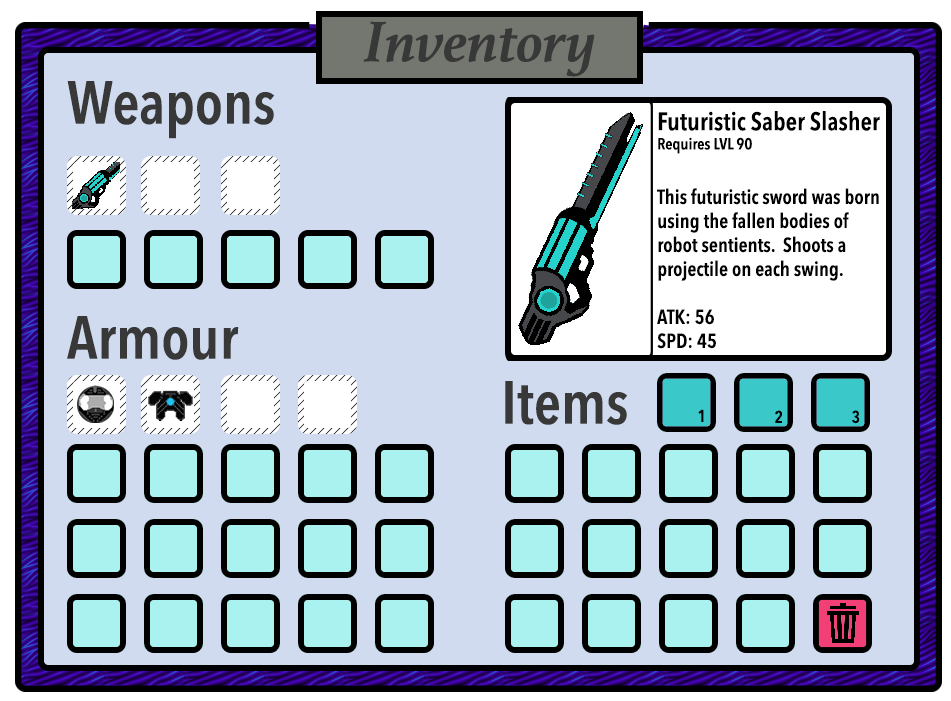 Inventory
Weapons
Futuristic Saber Slasher
Requires LVL 90
This futuristic sword was born
using the fallen bodies of
robot sentients.  Shoots a
projectile on each swing.
ATK: 56
SPD: 45
Armour
Items
1
2
3